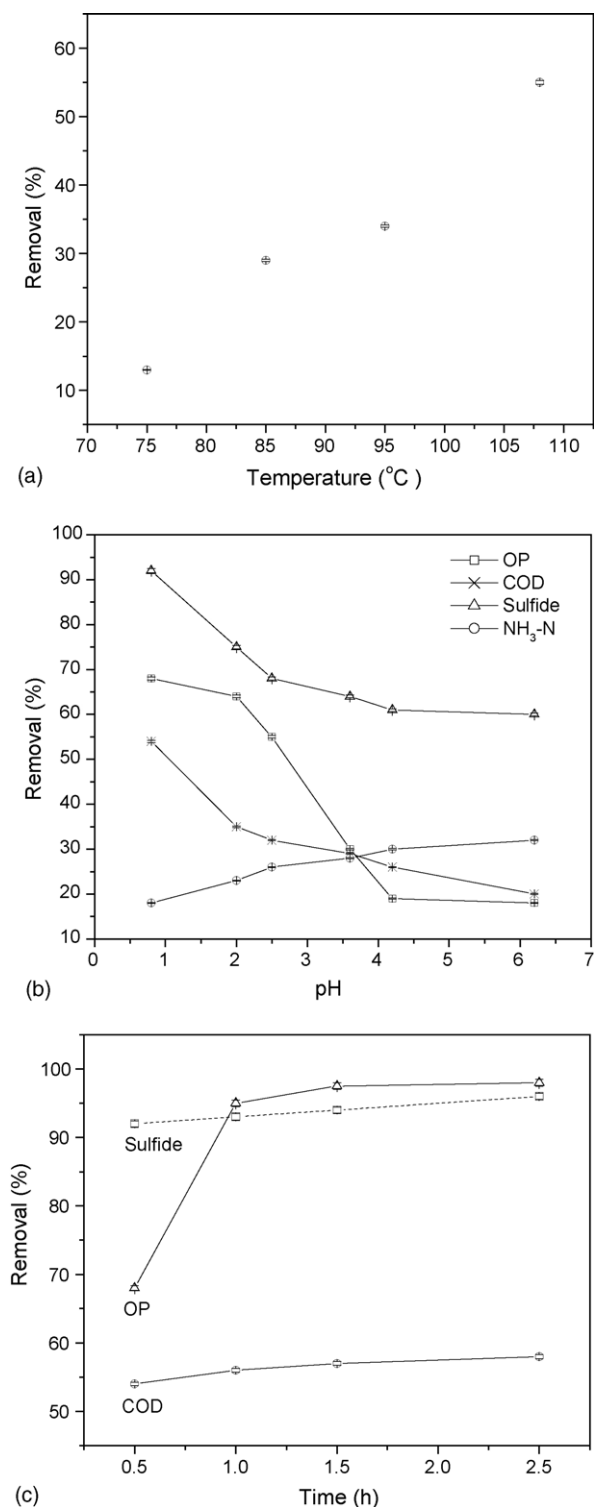 60
50
40
30
20
10
Removal (%)
70 75 80 85 90 95 100 105 110
Temperature (°C )
(a)
100
90
80
70
60
50
40
30
20
10
Removal (%)
OP
COD
Sulfide
NH₃-N
0 1 2 3 4 5 6 7
pH
(b)
100
90
80
70
60
50
Removal (%)
Sulfide
OP
COD
0.5 1.0 1.5 2.0 2.5
Time (h)
(c)